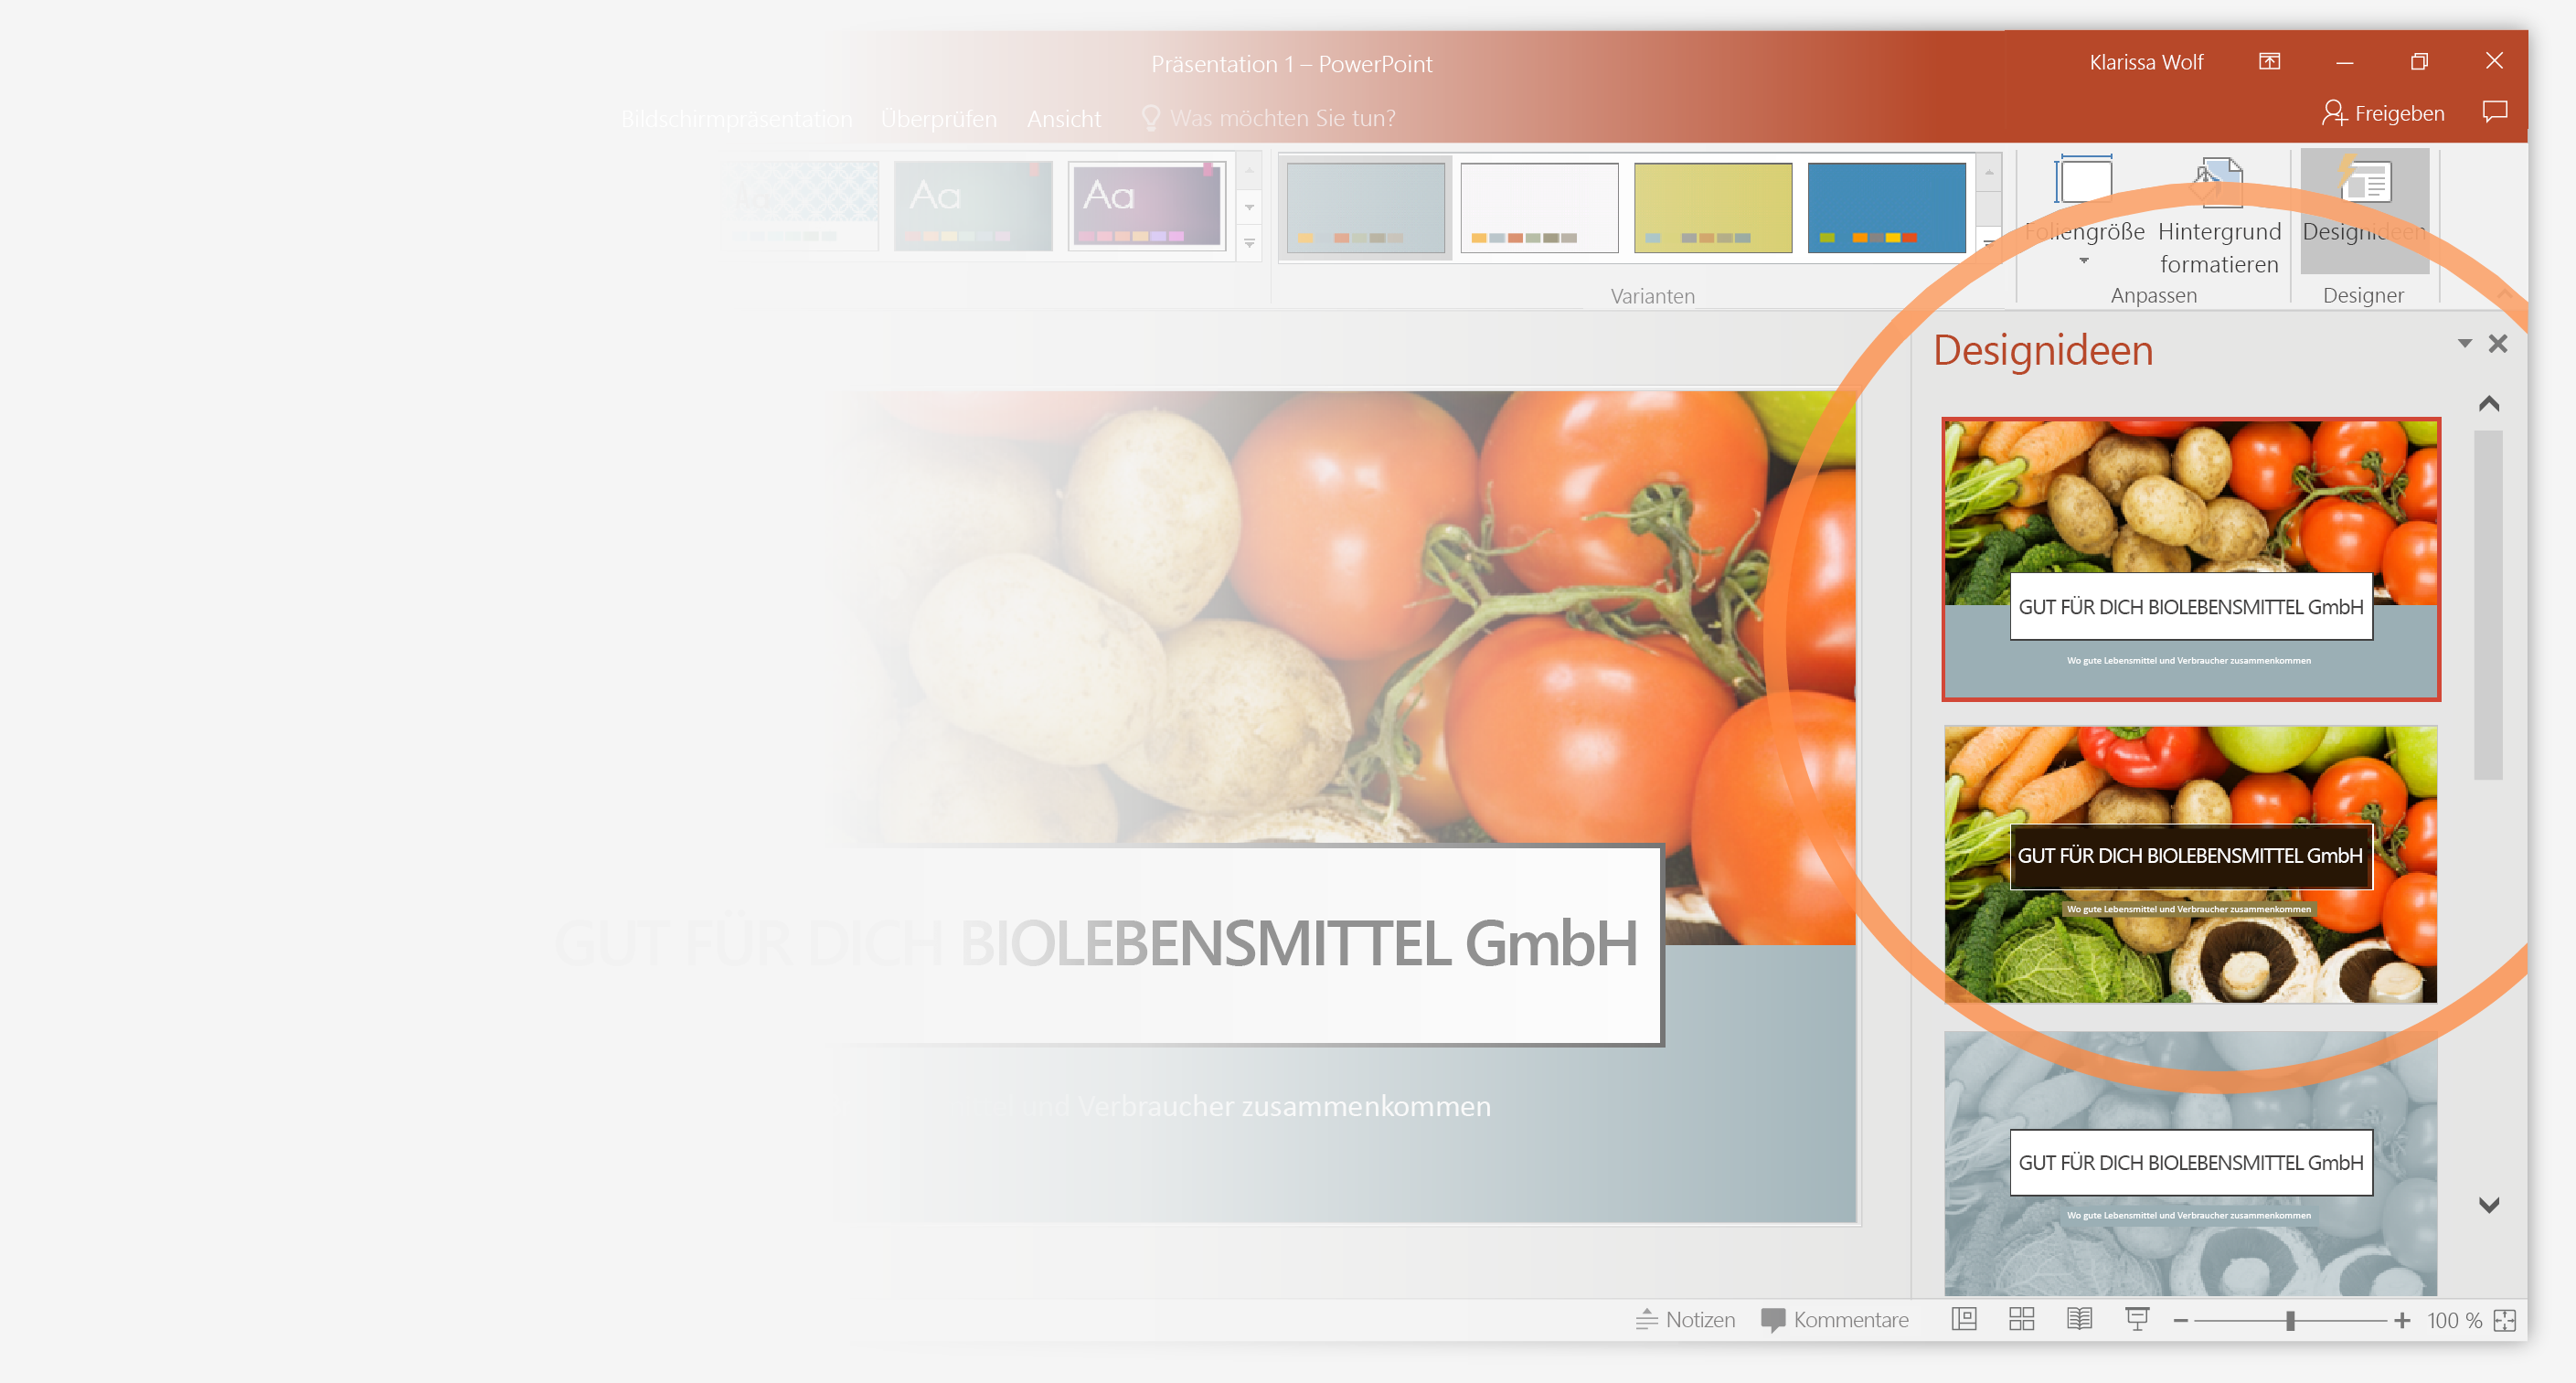 Präsentation 1 – PowerPoint
Klarissa Wolf
Bildschirmpräsentation Überprüfen Ansicht Was möchten Sie tun?
Freigeben
Aa Aa Aa
Foliengröße
Hintergrund
formatieren
Designideen
Varianten
Anpassen
Designer
Designideen
GUT FÜR DICH BIOLEBENSMITTEL GmbH
Wo gute Lebensmittel und Verbraucher zusammenkommen
GUT FÜR DICH BIOLEBENSMITTEL GmbH
Wo gute Lebensmittel und Verbraucher zusammenkommen
GUT FÜR DICH BIOLEBENSMITTEL GmbH
Wo gute Lebensmittel und Verbraucher zusammenkommen
GUT FÜR DICH BIOLEBENSMITTEL GmbH
und Verbraucher zusammenkommen
Notizen Kommentare 100 %